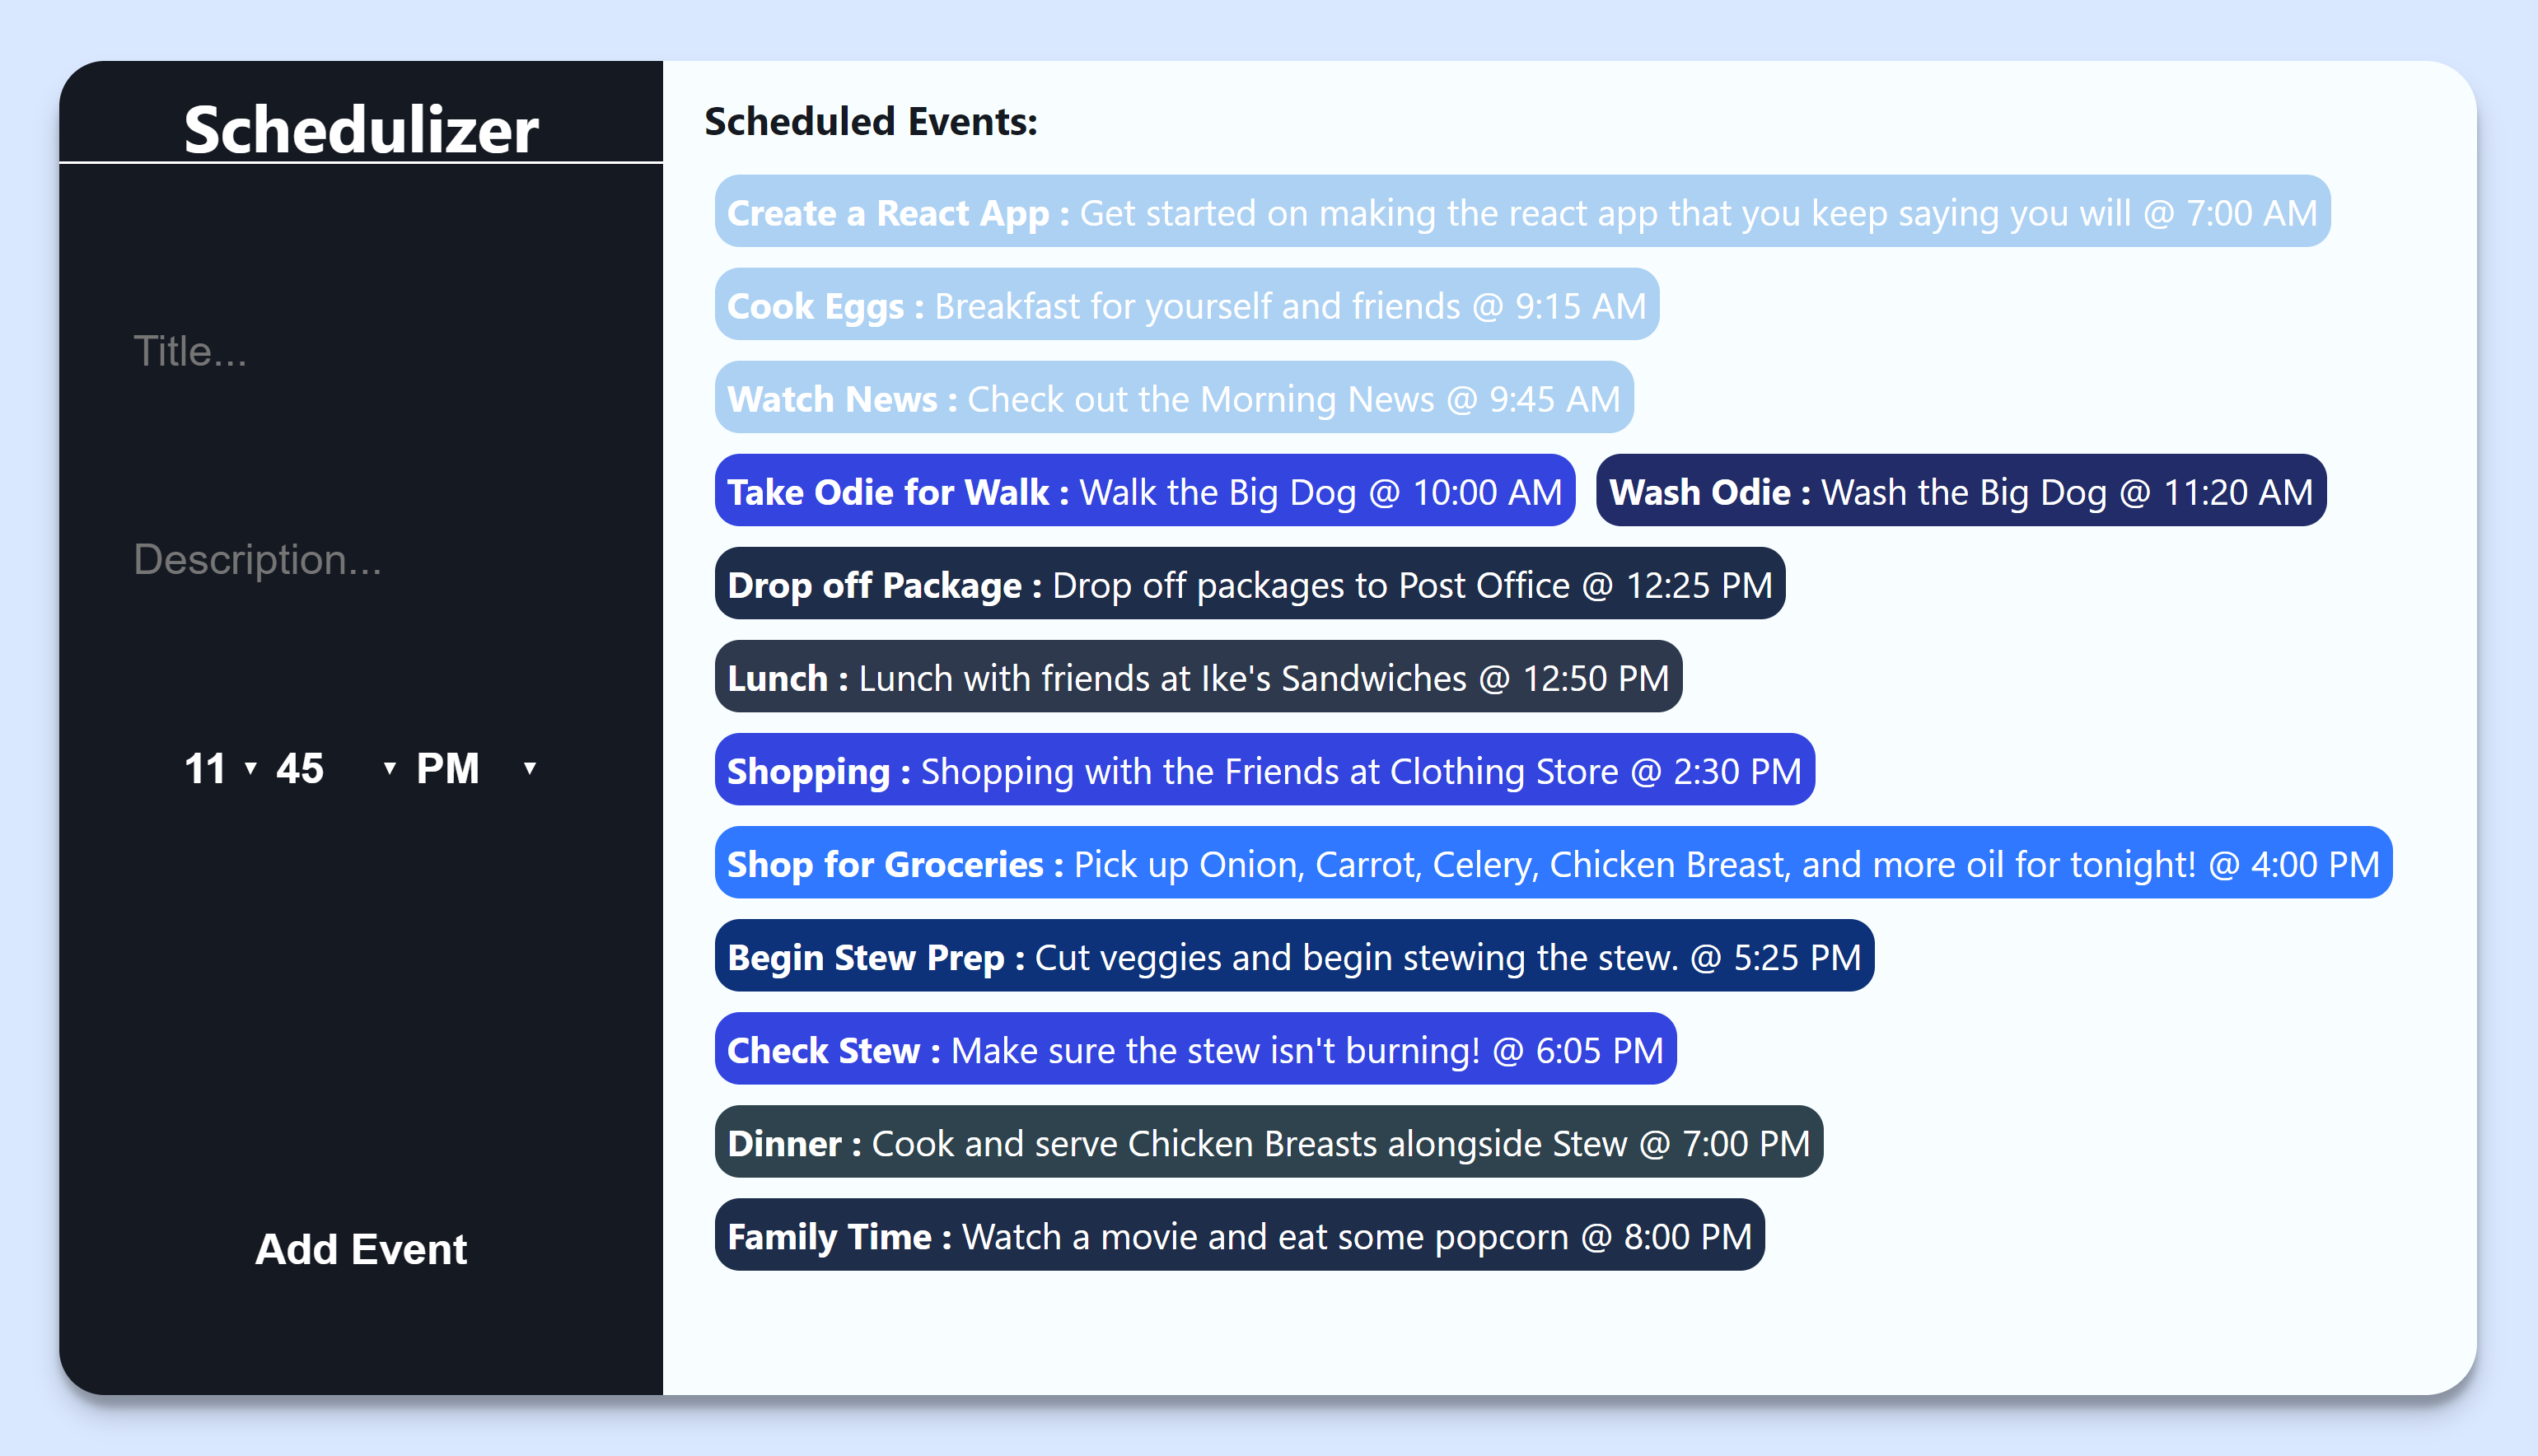 Schedulizer
Title...
Description...
11 ▼ 45 ▼ PM ▼
Add Event
Scheduled Events:
Create a React App : Get started on making the react app that you keep saying you will @ 7:00 AM
Cook Eggs : Breakfast for yourself and friends @ 9:15 AM
Watch News : Check out the Morning News @ 9:45 AM
Take Odie for Walk : Walk the Big Dog @ 10:00 AM
Wash Odie : Wash the Big Dog @ 11:20 AM
Drop off Package : Drop off packages to Post Office @ 12:25 PM
Lunch : Lunch with friends at Ike's Sandwiches @ 12:50 PM
Shopping : Shopping with the Friends at Clothing Store @ 2:30 PM
Shop for Groceries : Pick up Onion, Carrot, Celery, Chicken Breast, and more oil for tonight! @ 4:00 PM
Begin Stew Prep : Cut veggies and begin stewing the stew. @ 5:25 PM
Check Stew : Make sure the stew isn't burning! @ 6:05 PM
Dinner : Cook and serve Chicken Breasts alongside Stew @ 7:00 PM
Family Time : Watch a movie and eat some popcorn @ 8:00 PM